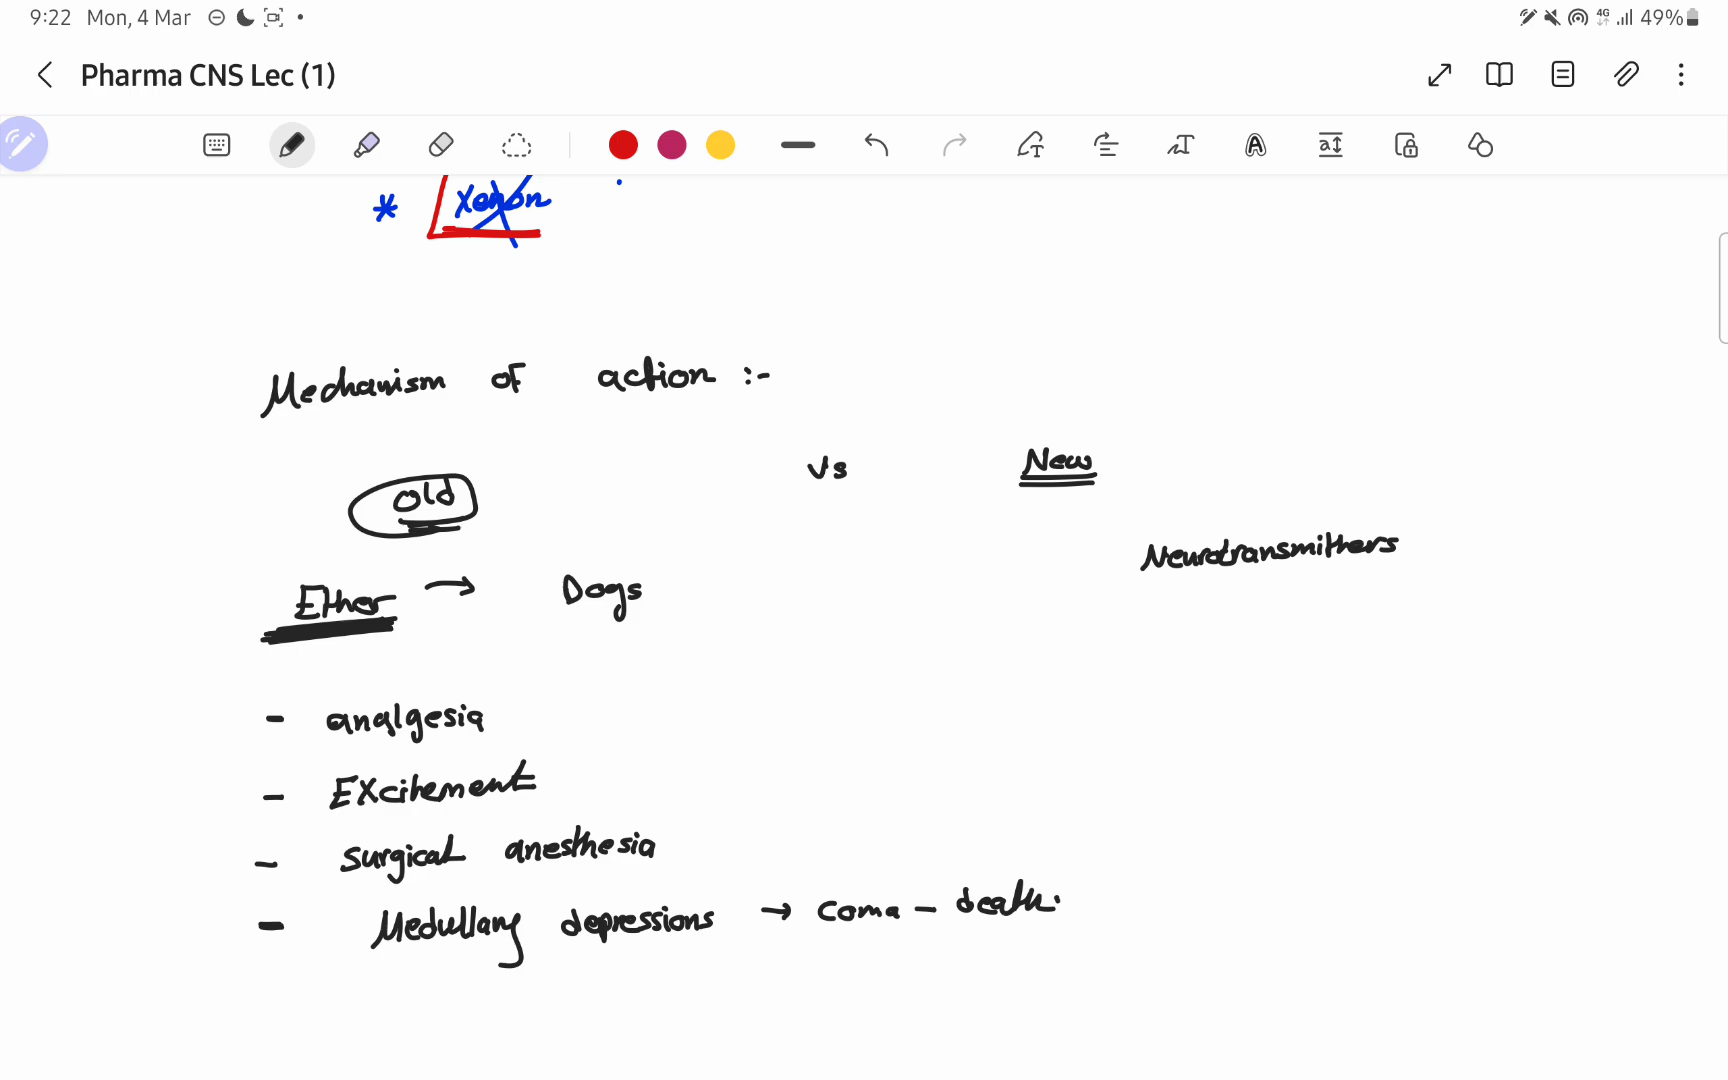 9:22 Mon, 4 Mar 4G 49%
Pharma CNS Lec (1)
* Xenon
Mechanism of action :-
old vs New
Neurotransmitters
Ether → Dogs
- analgesia
- Excitement
- surgical anesthesia
- Medullary depressions → coma - death.